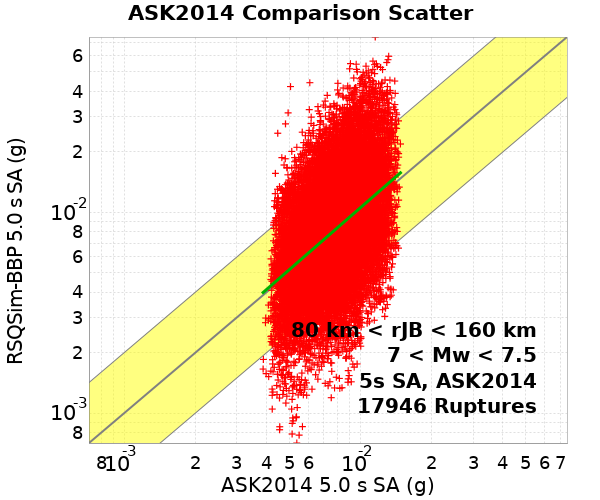 ASK2014 Comparison Scatter
RSQSim-BBP 5.0 s SA (g)
6
4
3
2
10-2
8
6
4
3
2
10-3
8
80 km < rJB < 160 km
7 < Mw < 7.5
5s SA, ASK2014
17946 Ruptures
8 10-3 2 3 4 5 6 10-2 2 3 4 5 6 7
ASK2014 5.0 s SA (g)